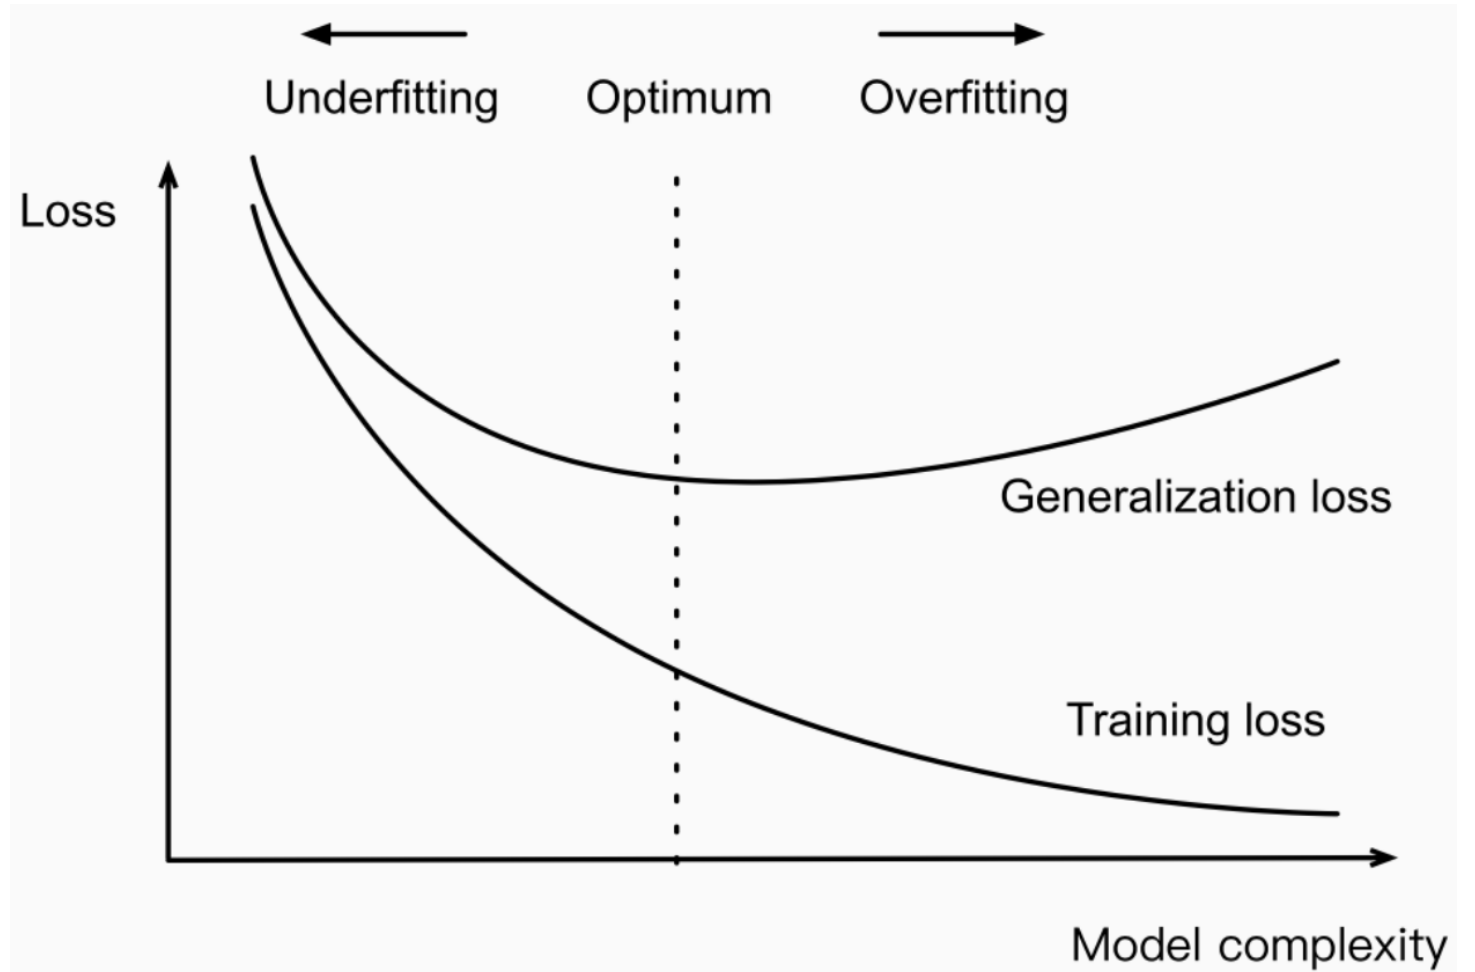 Underfitting
Optimum
Overfitting
Loss
Generalization loss
Training loss
Model complexity